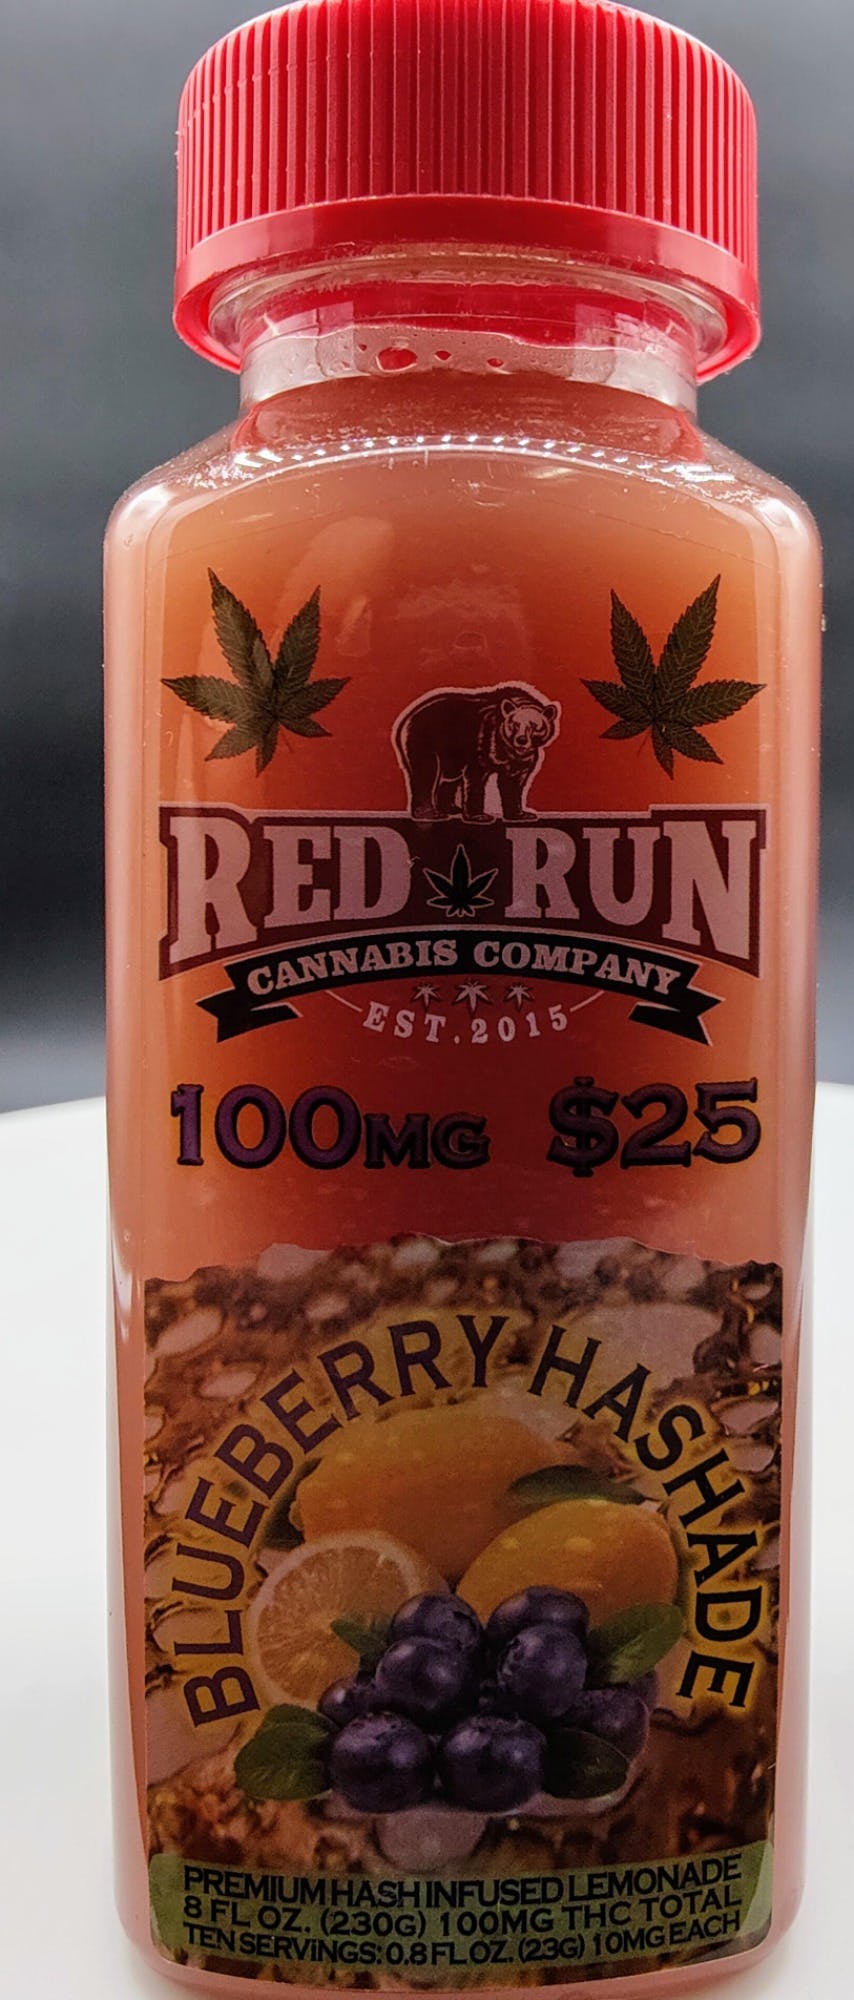 RED RUN
CANNABIS COMPANY
EST.2015
100MG $25
BLUEBERRY HASHADE
PREMIUM HASH INFUSED LEMONADE
8 FL OZ. (230G) 100MG THC TOTAL
TEN SERVINGS: 0.8 FL OZ. (23G) 10MG EACH